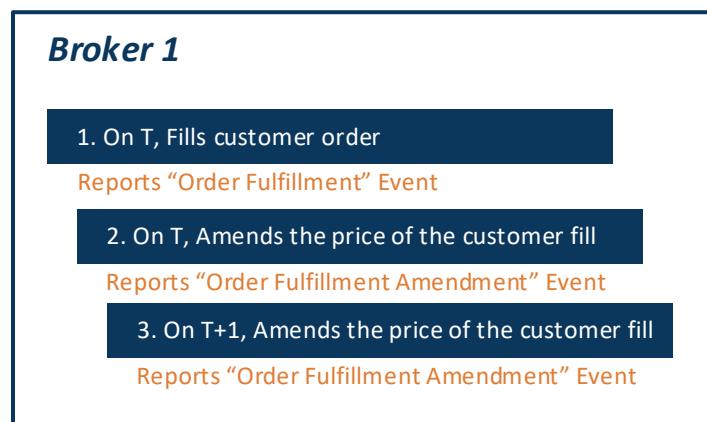 Broker 1
1. On T, Fills customer order
Reports “Order Fulfillment” Event
2. On T, Amends the price of the customer fill
Reports “Order Fulfillment Amendment” Event
3. On T+1, Amends the price of the customer fill
Reports “Order Fulfillment Amendment” Event